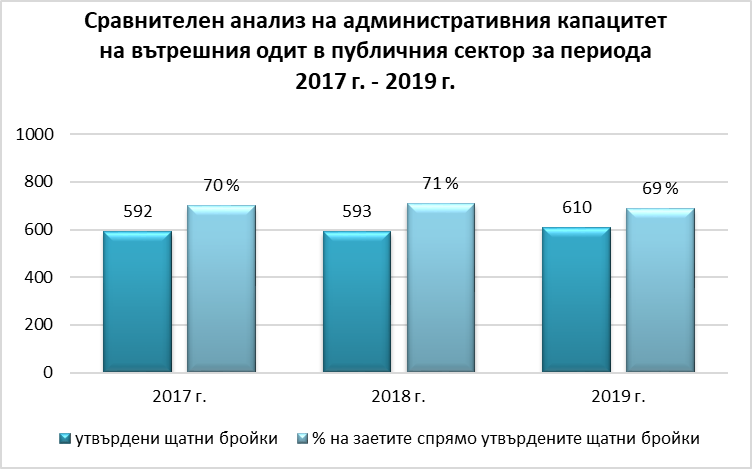 Сравнителен анализ на административния капацитет
на вътрешния одит в публичния сектор за периода
2017 г. - 2019 г.
1000
800
600
400
200
0
592
70 %
593
71 %
610
69 %
2017 г.
2018 г.
2019 г.
утвърдени щатни бройки
% на заетите спрямо утвърдените щатни бройки